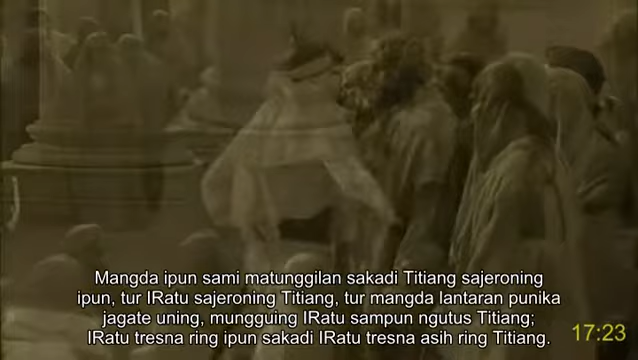 Mangda ipun sami matunggilan sakadi Titiang sajeroning
ipun, tur IRatu sajeroning Titiang, tur mangda lantaran punika
jagate uning, mungguing IRatu sampun ngutus Titiang;
IRatu tresna ring ipun sakadi IRatu tresna asih ring Titiang.
17:23